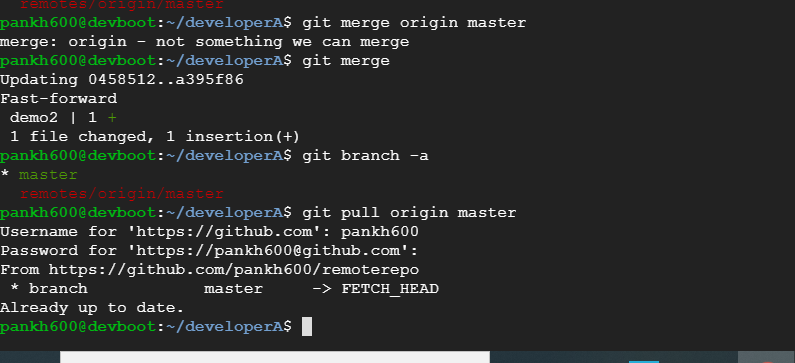 remotes/origin/master
pankh600@devboot:~/developerA$ git merge origin master
merge: origin - not something we can merge
pankh600@devboot:~/developerA$ git merge
Updating 0458512..a395f86
Fast-forward
 demo2 | 1 +
 1 file changed, 1 insertion(+)
pankh600@devboot:~/developerA$ git branch -a
* master
  remotes/origin/master
pankh600@devboot:~/developerA$ git pull origin master
Username for 'https://github.com': pankh600
Password for 'https://pankh600@github.com':
From https://github.com/pankh600/remoterepo
 * branch            master     -> FETCH_HEAD
Already up to date.
pankh600@devboot:~/developerA$